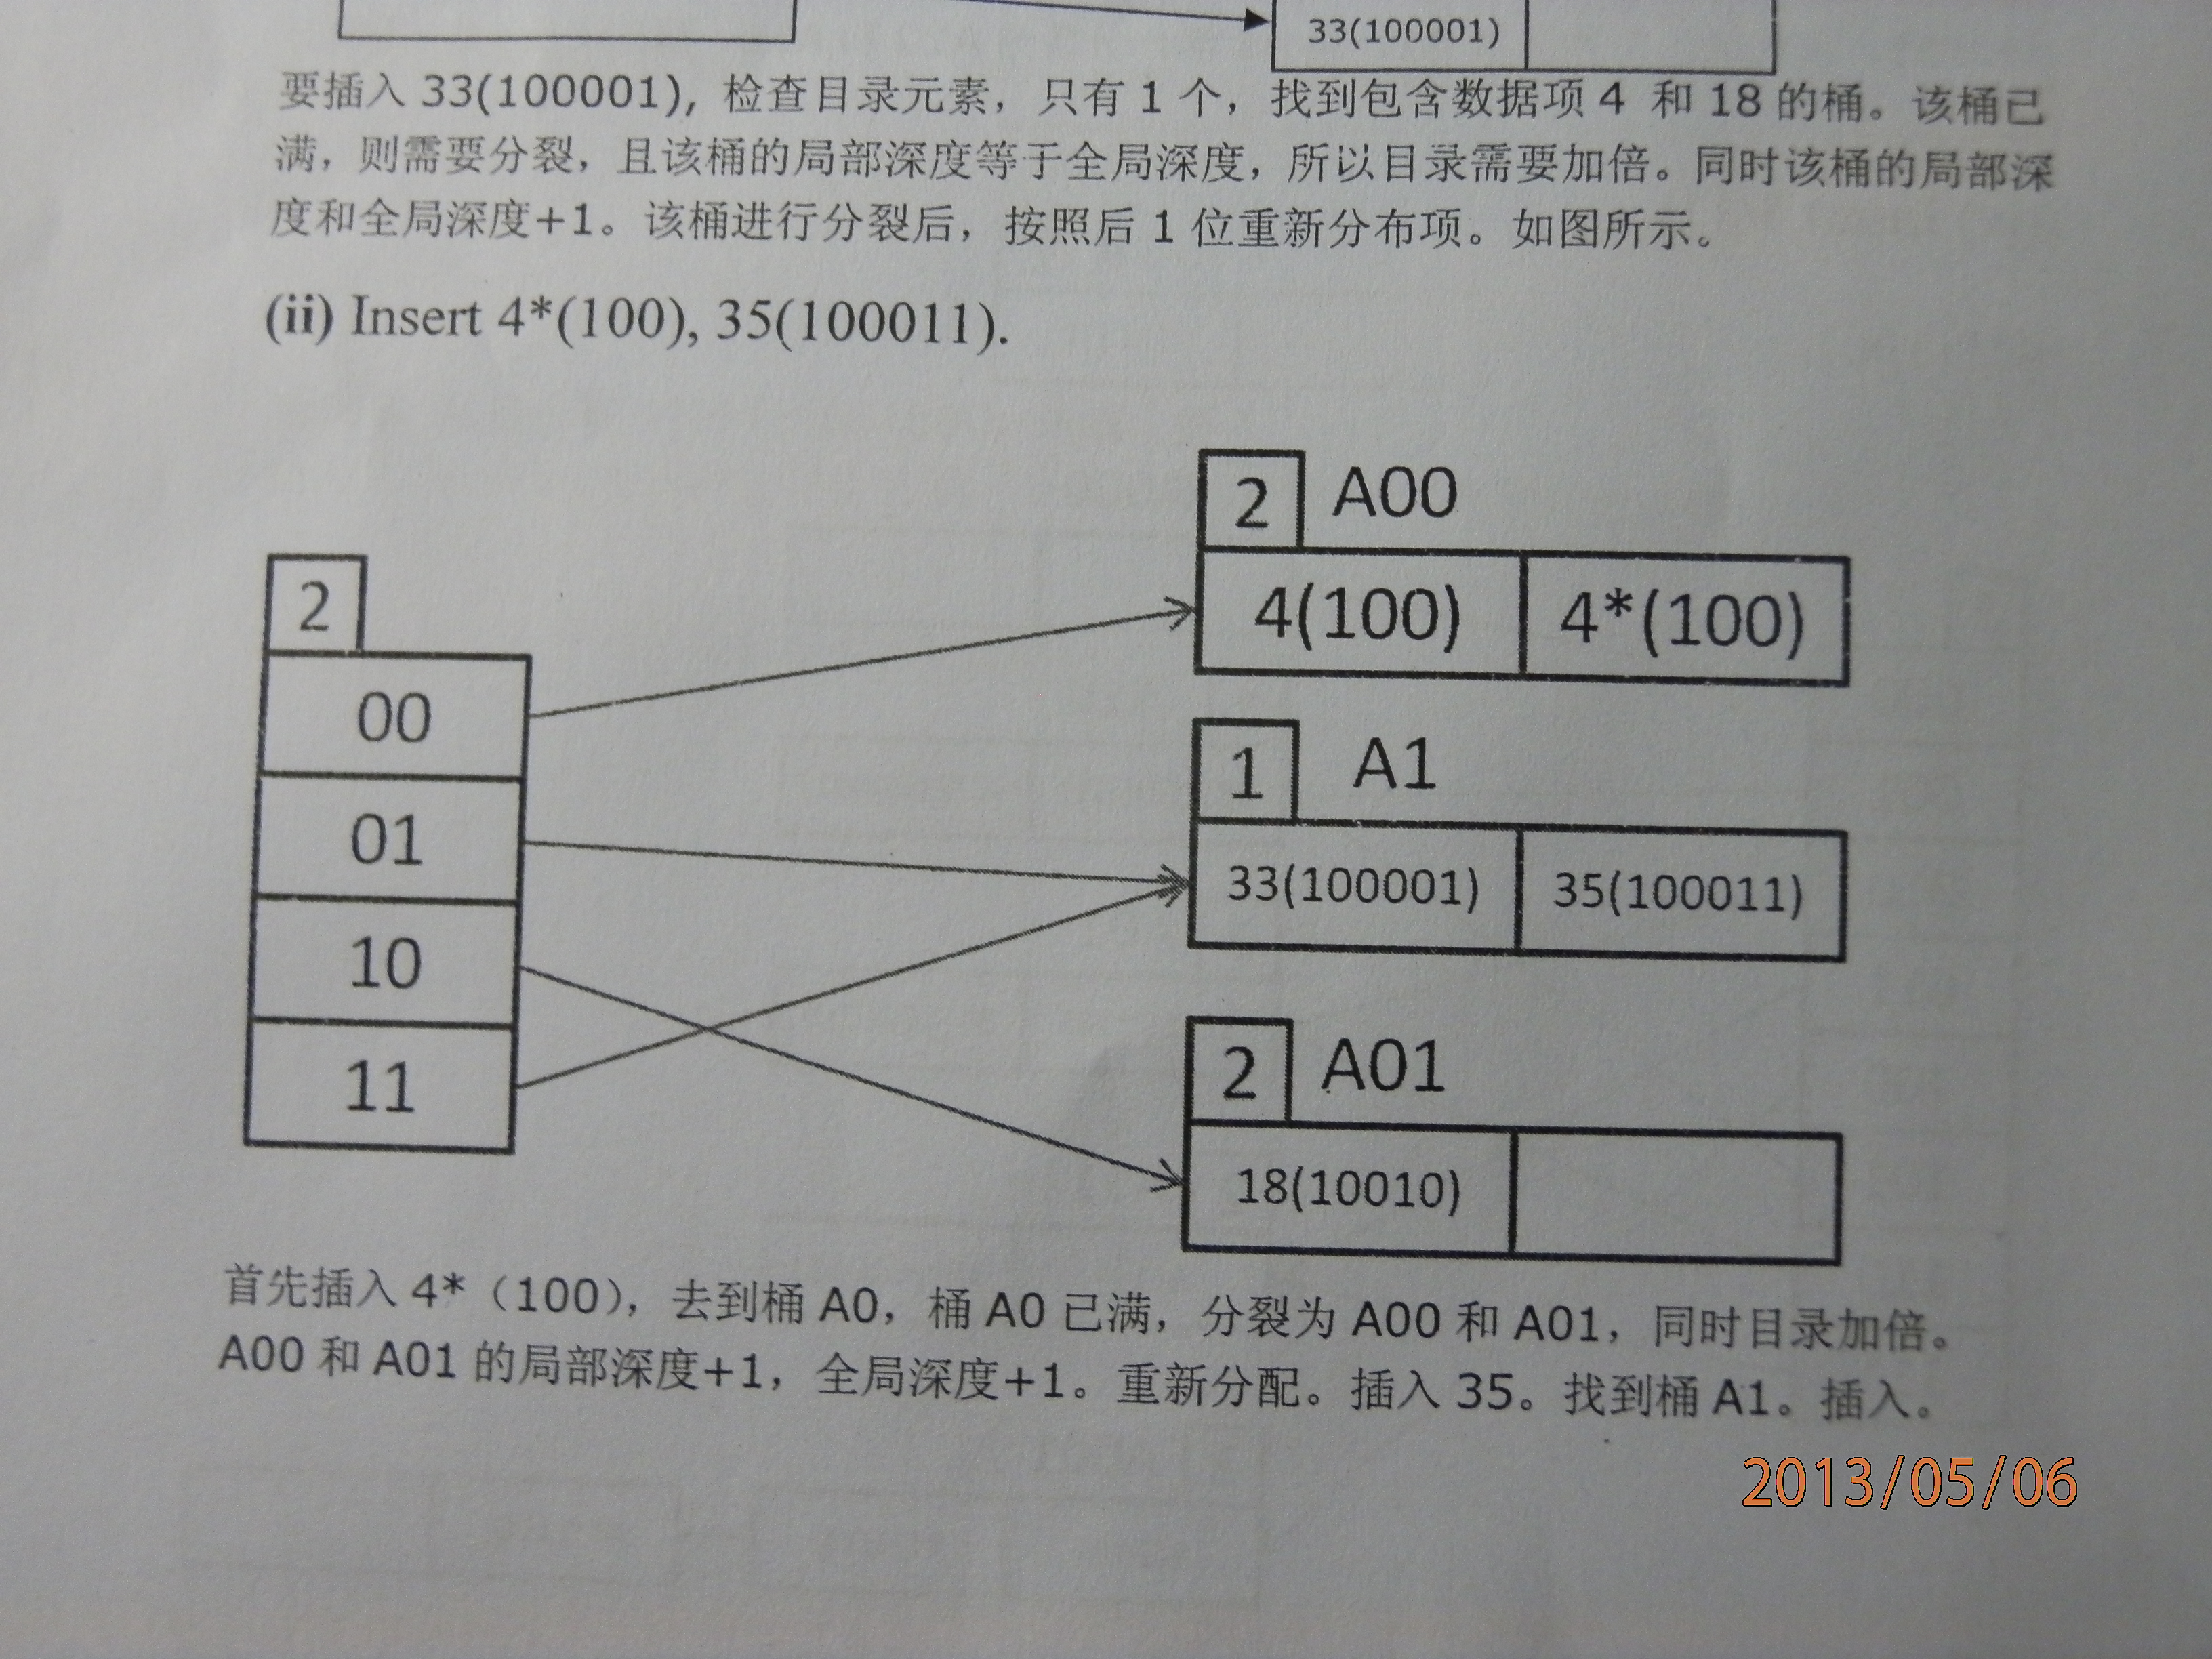 33(100001)
要插入 33(100001), 检查目录元素，只有 1 个，找到包含数据项 4 和 18 的桶。该桶已
满，则需要分裂，且该桶的局部深度等于全局深度，所以目录需要加倍。同时该桶的局部深
度和全局深度+1。该桶进行分裂后，按照后 1 位重新分布项。如图所示。
(ii) Insert 4*(100), 35(100011).
2 A00
4(100) 4*(100)
2
00
01
10
11
1 A1
33(100001) 35(100011)
2 A01
18(10010)
首先插入 4*（100），去到桶 A0，桶 A0 已满，分裂为 A00 和 A01，同时目录加倍。
A00 和 A01 的局部深度+1，全局深度+1。重新分配。插入 35。找到桶 A1。插入。
2013/05/06